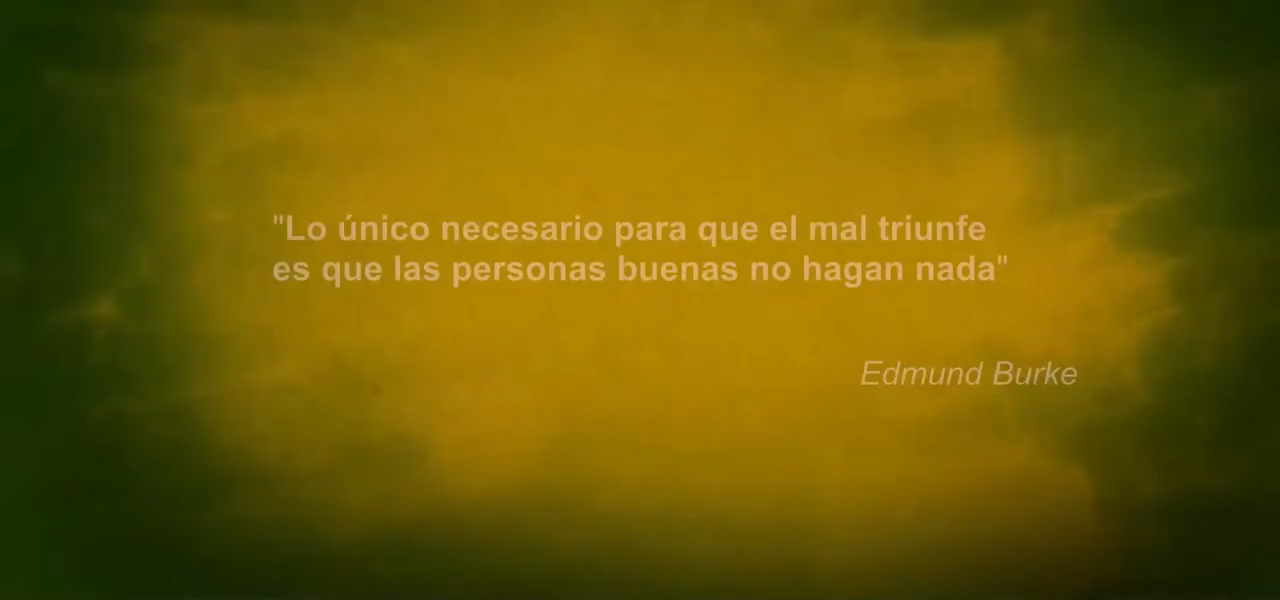 "Lo único necesario para que el mal triunfe
es que las personas buenas no hagan nada"
Edmund Burke